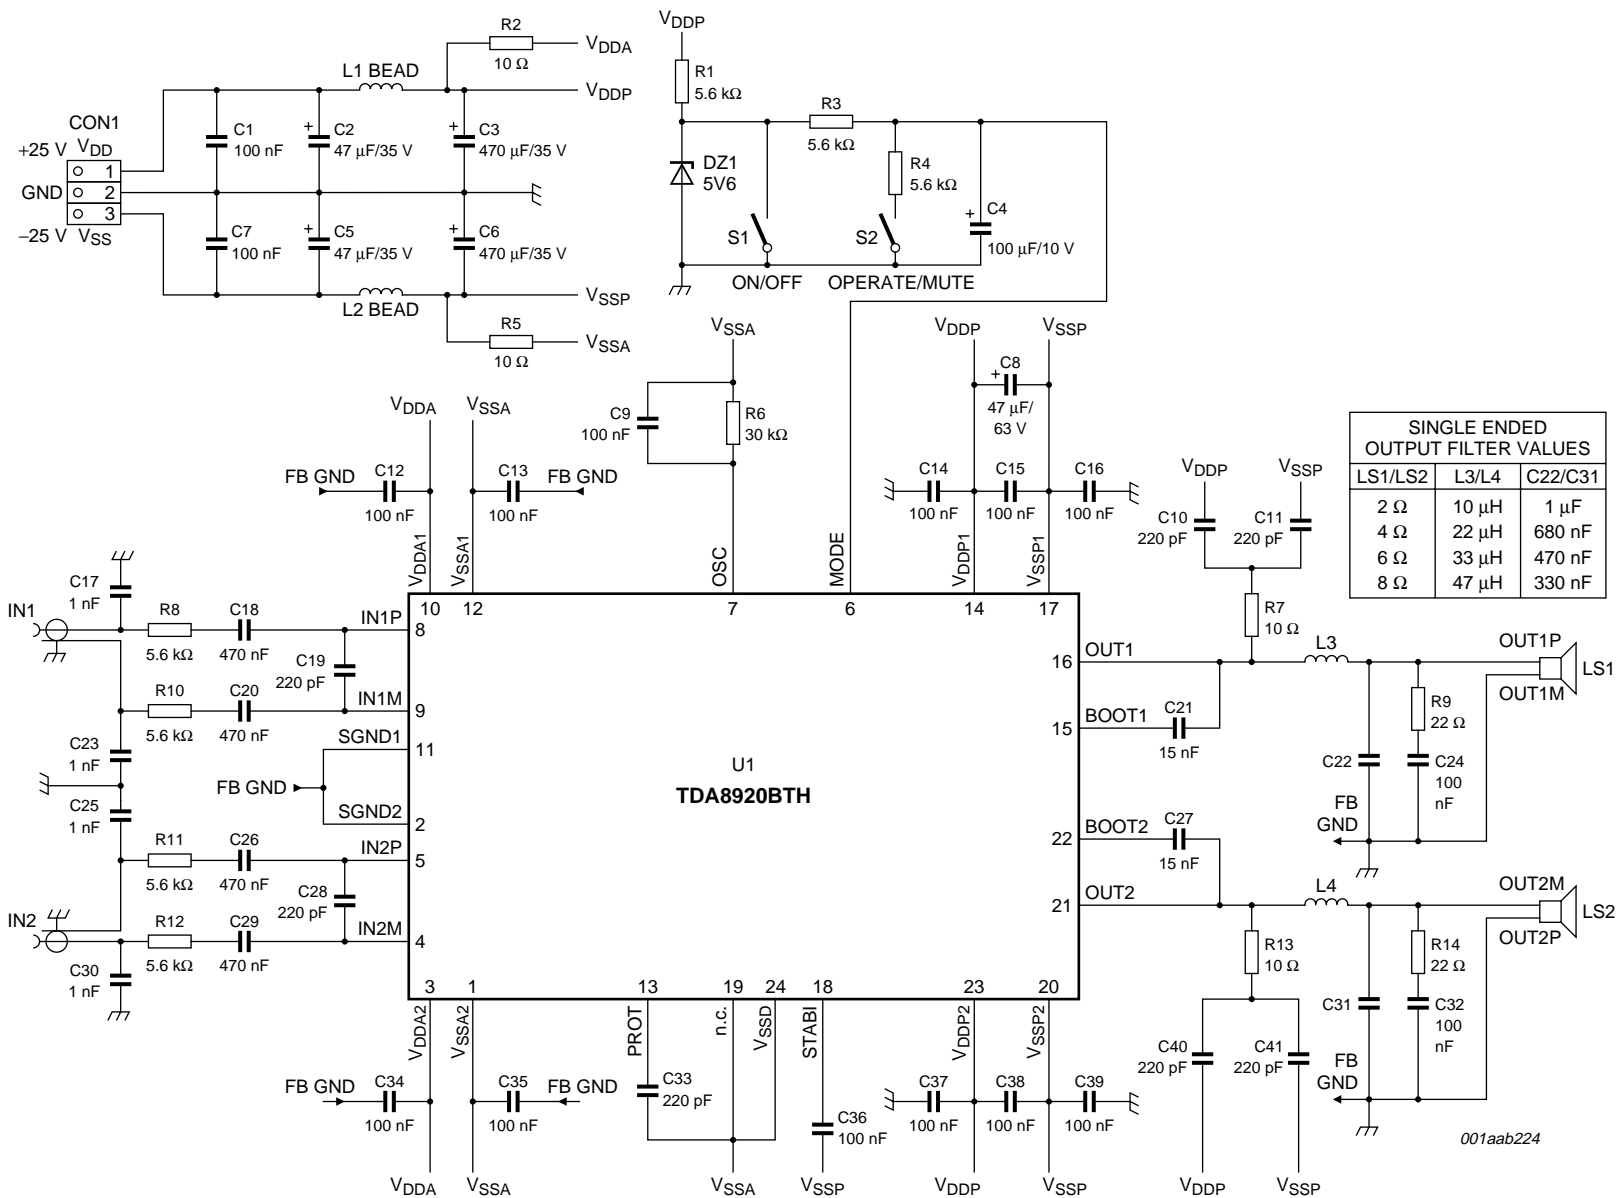 R2
10 Ω
VDDA
L1 BEAD
VDDP
CON1
+25 V VDD
GND
−25 V VSS
1
2
3
C1
100 nF
C2
47 µF/35 V
C3
470 µF/35 V
C7
100 nF
C5
47 µF/35 V
C6
470 µF/35 V
+
+
+
+
L2 BEAD
VSSP
R5
10 Ω
VSSA
VDDP
R1
5.6 kΩ
R3
5.6 kΩ
DZ1
5V6
R4
5.6 kΩ
S1
S2
+
C4
100 µF/10 V
ON/OFF
OPERATE/MUTE
VSSA
C9
100 nF
R6
30 kΩ
VDDP
VSSP
C8
+
47 µF/
63 V
VDDA
VSSA
FB GND
C12
100 nF
C13
100 nF
FB GND
C14
100 nF
C15
100 nF
C16
100 nF
VDDP
VSSP
C10
220 pF
C11
220 pF
R7
10 Ω
SINGLE ENDED
OUTPUT FILTER VALUES
LS1/LS2 L3/L4 C22/C31
2 Ω 10 µH 1 µF
4 Ω 22 µH 680 nF
6 Ω 33 µH 470 nF
8 Ω 47 µH 330 nF
VDDA1
VSSA1
OSC
MODE
VDDP1
VSSP1
10
12
7
6
14
17
C17
1 nF
IN1
R8
5.6 kΩ
C18
470 nF
IN1P
8
C19
220 pF
R10
5.6 kΩ
C20
470 nF
IN1M
9
C23
1 nF
SGND1
11
FB GND
SGND2
2
C25
1 nF
R11
5.6 kΩ
C26
470 nF
IN2P
5
C28
220 pF
IN2
R12
5.6 kΩ
C29
470 nF
IN2M
4
C30
1 nF
U1
TDA8920BTH
16
OUT1
L3
OUT1P
LS1
OUT1M
15
BOOT1
C21
15 nF
R9
22 Ω
C22
C24
100
nF
FB
GND
22
BOOT2
C27
15 nF
21
OUT2
L4
OUT2M
LS2
OUT2P
R13
10 Ω
R14
22 Ω
C31
C32
100
nF
FB
GND
C40
220 pF
C41
220 pF
VDDP
VSSP
3
1
13
19
24
18
23
20
VDDA2
VSSA2
PROT
n.c.
VSSD
STABI
VDDP2
VSSP2
FB GND
C34
100 nF
C35
100 nF
FB GND
C33
220 pF
C36
100 nF
C37
100 nF
C38
100 nF
C39
100 nF
VDDA
VSSA
VSSA
VSSP
VDDP
VSSP
001aab224